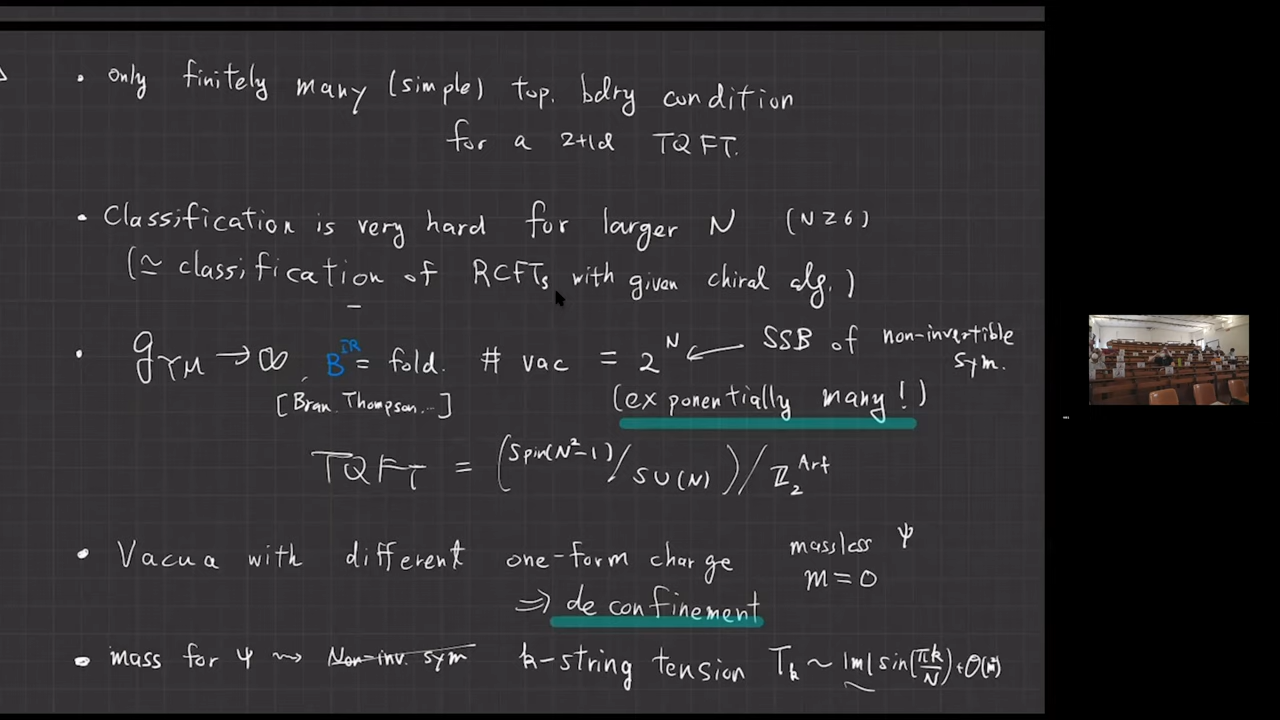 • only finitely many (simple) top. bdry condition
for a 2+1d TQFT.
• Classification is very hard for larger N (N≥6)
(≃ classification of RCFTs with given chiral alg.)
• g_YM → ∞, B^IR = fold. # vac = 2^N ← SSB of non-invertible sym.
[Bran. Thompson...] (exponentially many!)
TQFT = (Spin(N²-1)/SU(N))/Z₂^Arf
• Vacua with different one-form charge massless ψ
⇒ deconfinement m=0
• mass for ψ ⇝ Non-inv. sym k-string tension T_k ~ |m| sin(πk/N) + O(m²)